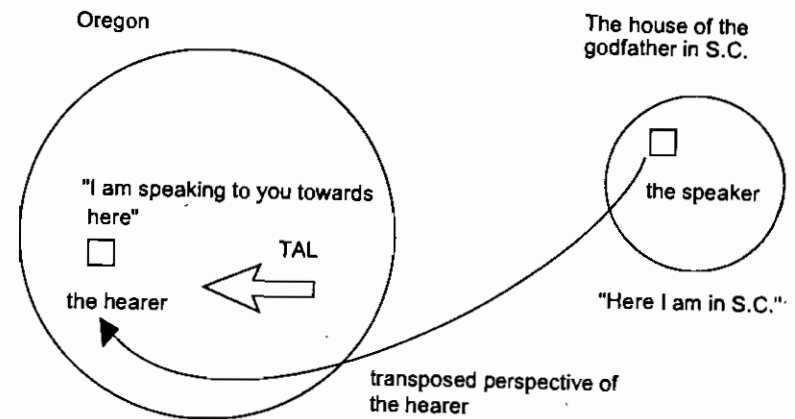 Oregon
The house of the
godfather in S.C.
"I am speaking to you towards
here"
TAL
the hearer
the speaker
"Here I am in S.C."
transposed perspective of
the hearer